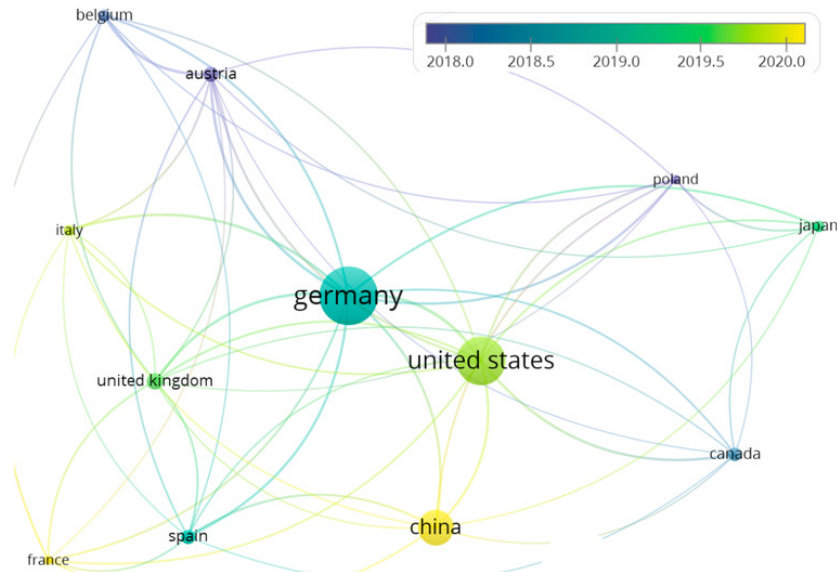 belgium
2018.0 2018.5 2019.0 2019.5 2020.0
austria
poland
japan
italy
germany
united states
united kingdom
canada
china
spain
france